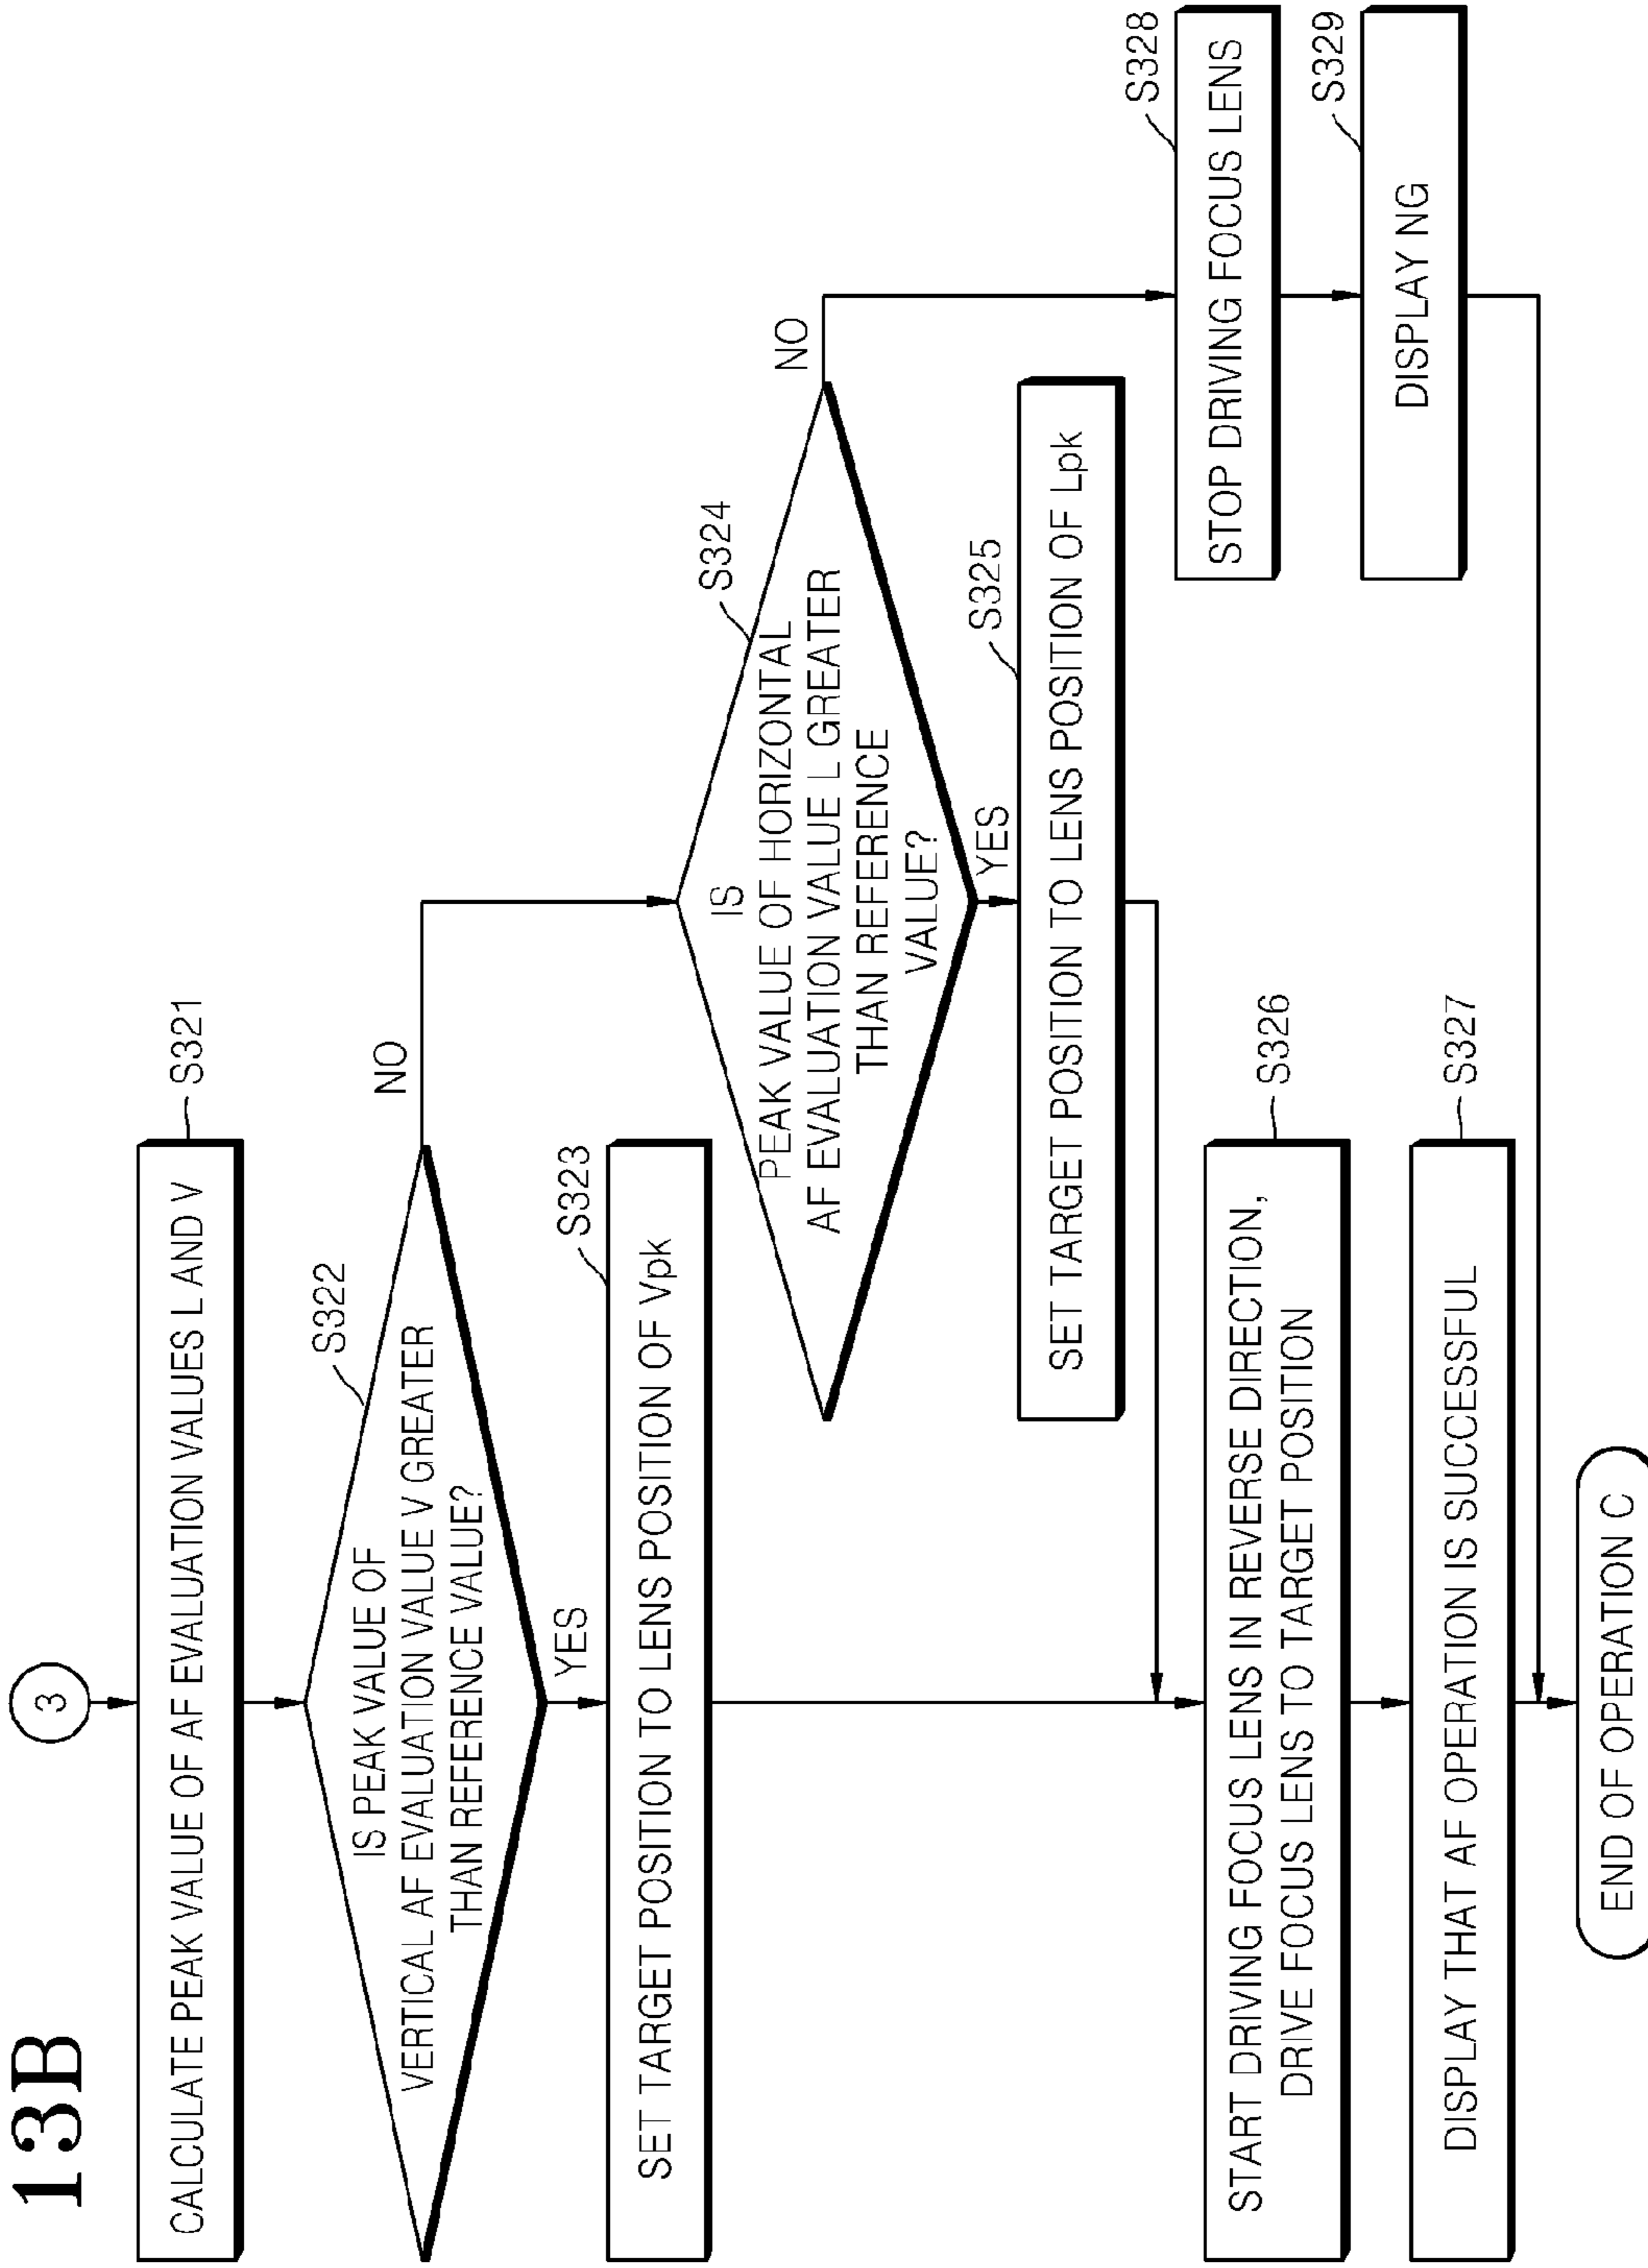 13B
3
CALCULATE PEAK VALUE OF AF EVALUATION VALUES L AND V
S321
IS PEAK VALUE OF
VERTICAL AF EVALUATION VALUE V GREATER
THAN REFERENCE VALUE?
S322
NO
YES
SET TARGET POSITION TO LENS POSITION OF Vpk
S323
IS
PEAK VALUE OF HORIZONTAL
AF EVALUATION VALUE L GREATER
THAN REFERENCE
VALUE?
S324
NO
YES
SET TARGET POSITION TO LENS POSITION OF Lpk
S325
START DRIVING FOCUS LENS IN REVERSE DIRECTION,
DRIVE FOCUS LENS TO TARGET POSITION
S326
STOP DRIVING FOCUS LENS
S328
DISPLAY THAT AF OPERATION IS SUCCESSFUL
S327
DISPLAY NG
S329
END OF OPERATION C